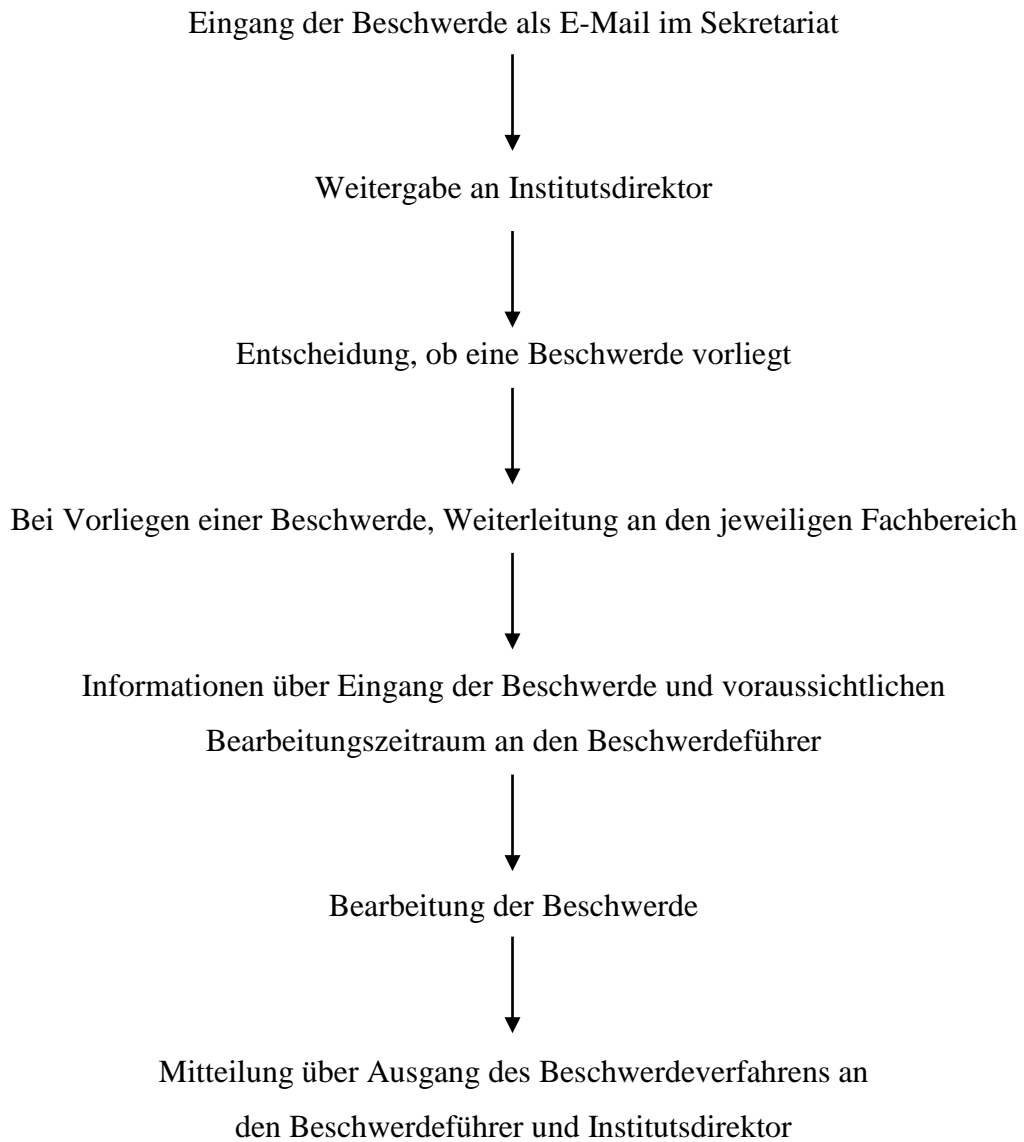 Eingang der Beschwerde als E-Mail im Sekretariat
Weitergabe an Institutsdirektor
Entscheidung, ob eine Beschwerde vorliegt
Bei Vorliegen einer Beschwerde, Weiterleitung an den jeweiligen Fachbereich
Informationen über Eingang der Beschwerde und voraussichtlichen
Bearbeitungszeitraum an den Beschwerdeführer
Bearbeitung der Beschwerde
Mitteilung über Ausgang des Beschwerdeverfahrens an
den Beschwerdeführer und Institutsdirektor